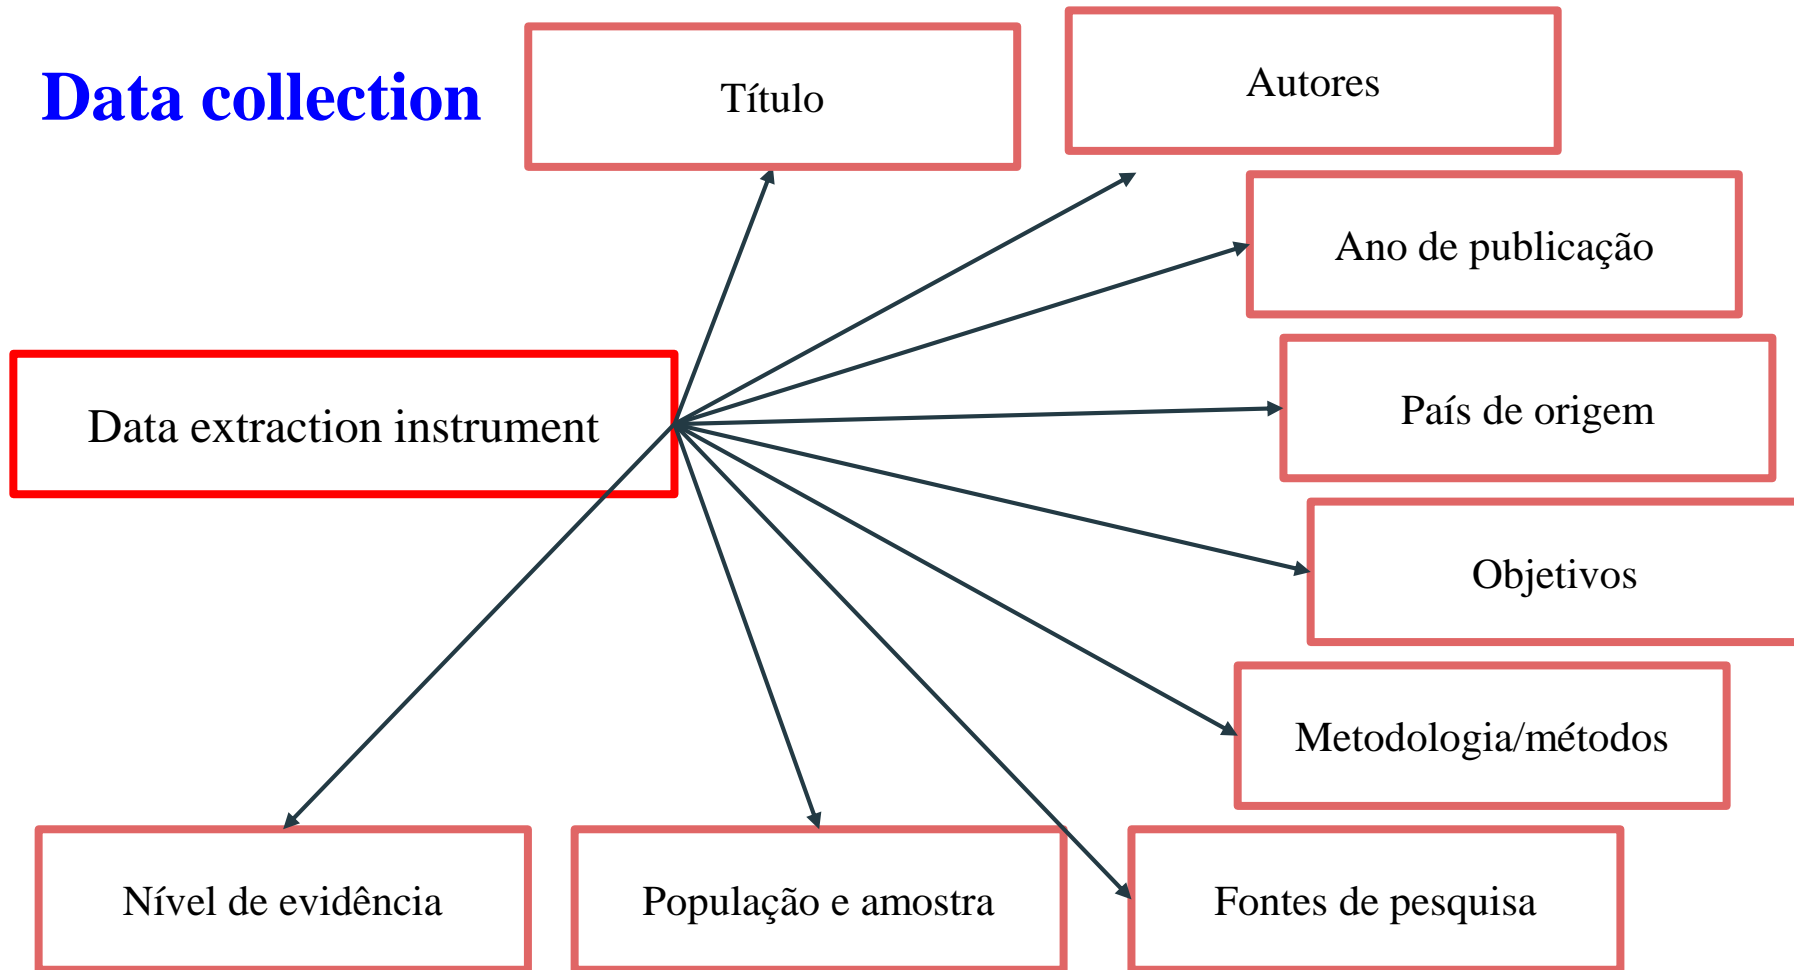 Data collection
Título
Autores
Ano de publicação
Data extraction instrument
País de origem
Objetivos
Metodologia/métodos
Nível de evidência
População e amostra
Fontes de pesquisa